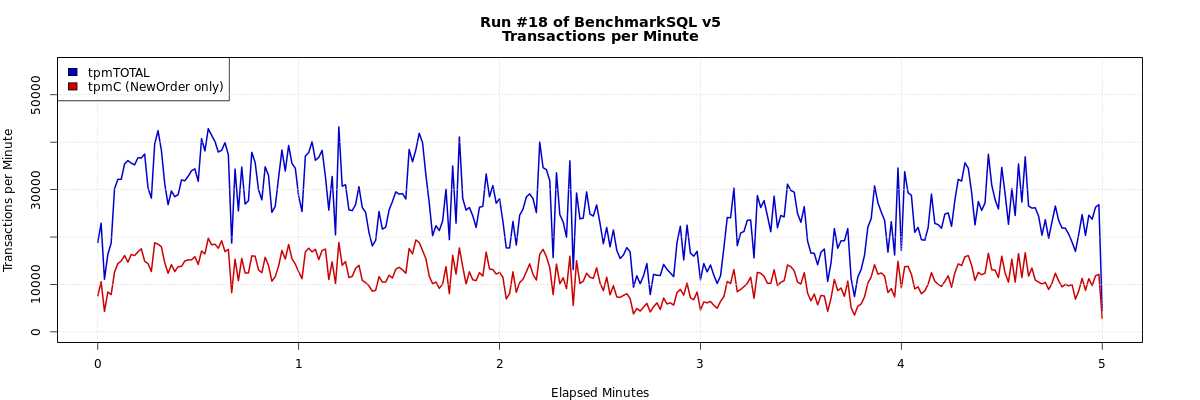 Run #18 of BenchmarkSQL v5
Transactions per Minute
tpmTOTAL
tpmC (NewOrder only)
Transactions per Minute
50000
30000
10000
0
0 1 2 3 4 5
Elapsed Minutes